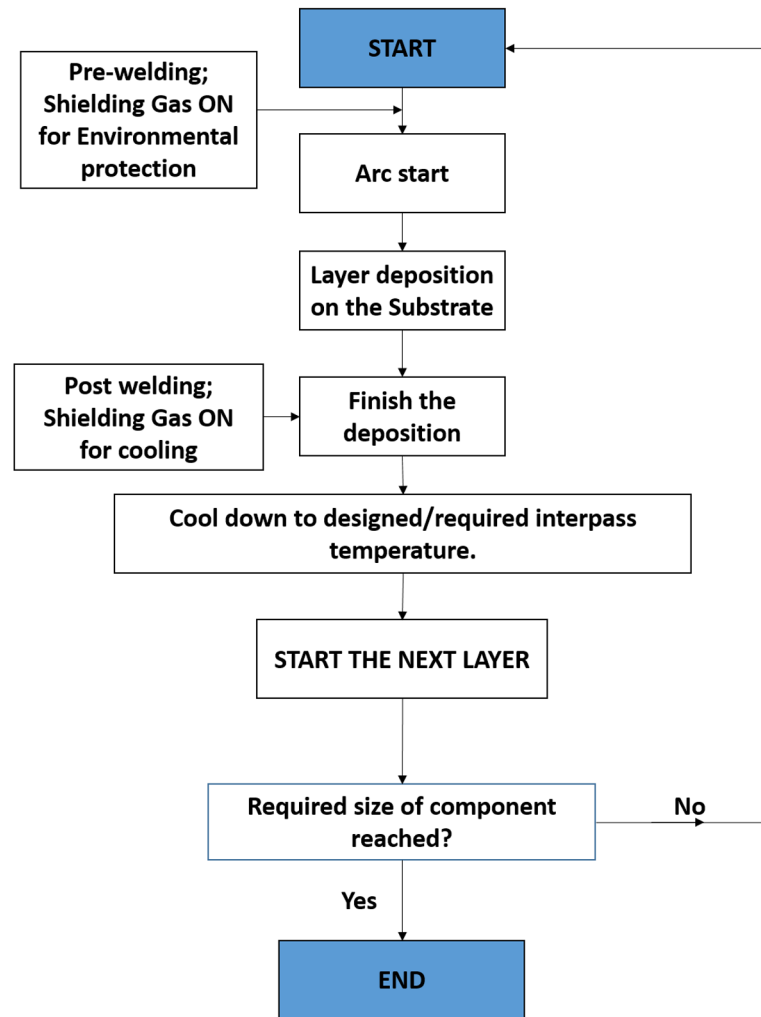 START
Pre-welding;
Shielding Gas ON
for Environmental
protection
Arc start
Layer deposition
on the Substrate
Post welding;
Shielding Gas ON
for cooling
Finish the
deposition
Cool down to designed/required interpass
temperature.
START THE NEXT LAYER
Required size of component
reached?
No
Yes
END